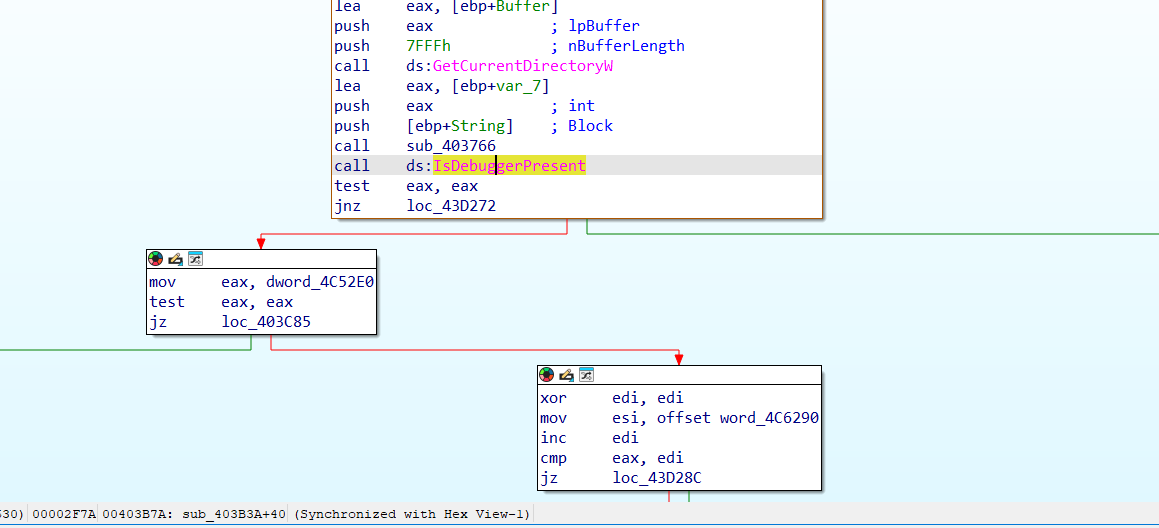 lea eax, [ebp+Buffer]
push eax ; lpBuffer
push 7FFFh ; nBufferLength
call ds:GetCurrentDirectoryW
lea eax, [ebp+var_7]
push eax ; int
push [ebp+String] ; Block
call sub_403766
call ds:IsDebuggerPresent
test eax, eax
jnz loc_43D272
mov eax, dword_4C52E0
test eax, eax
jz loc_403C85
xor edi, edi
mov esi, offset word_4C6290
inc edi
cmp eax, edi
jz loc_43D28C
30) 00002F7A 00403B7A: sub_403B3A+40 (Synchronized with Hex View-1)